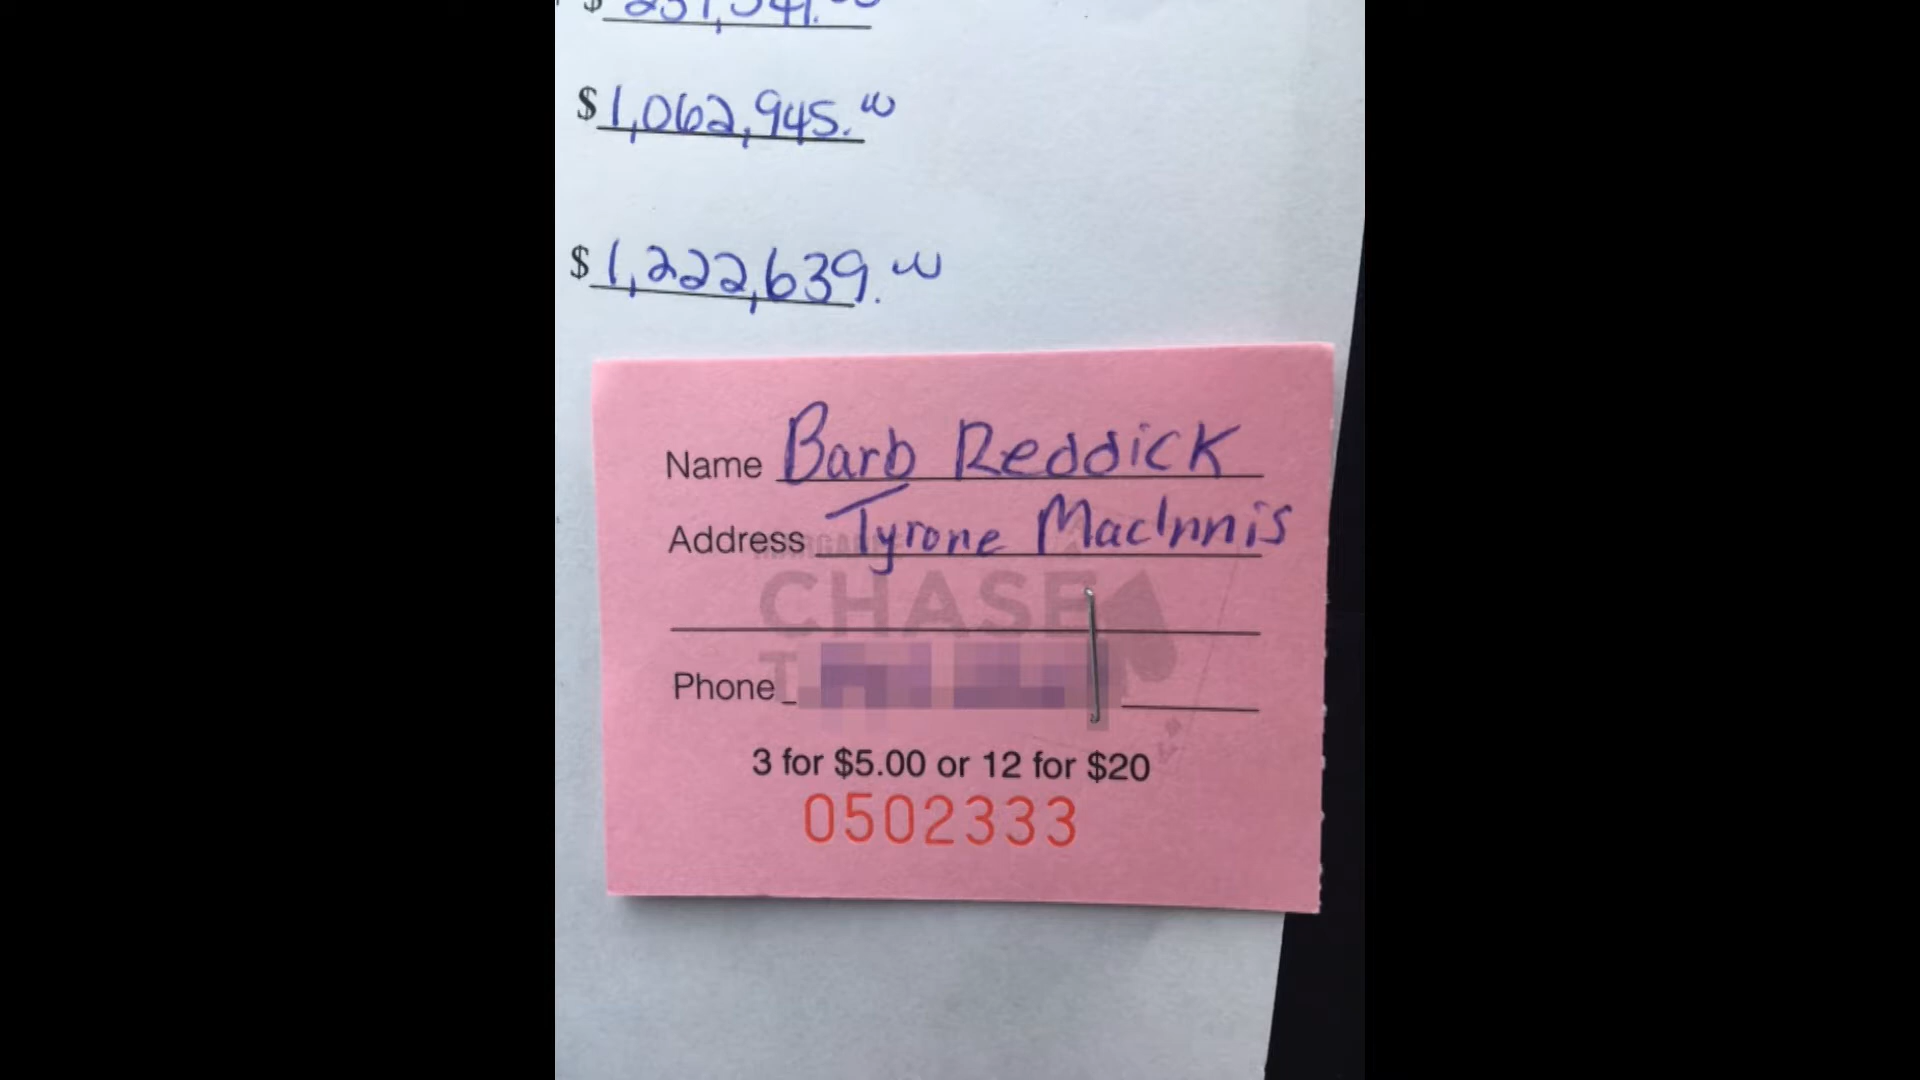 $1,062,945.00
$1,222,639.00
Name Barb Reddick
Address Tyrone MacInnis
CHASE
Phone
3 for $5.00 or 12 for $20
0502333